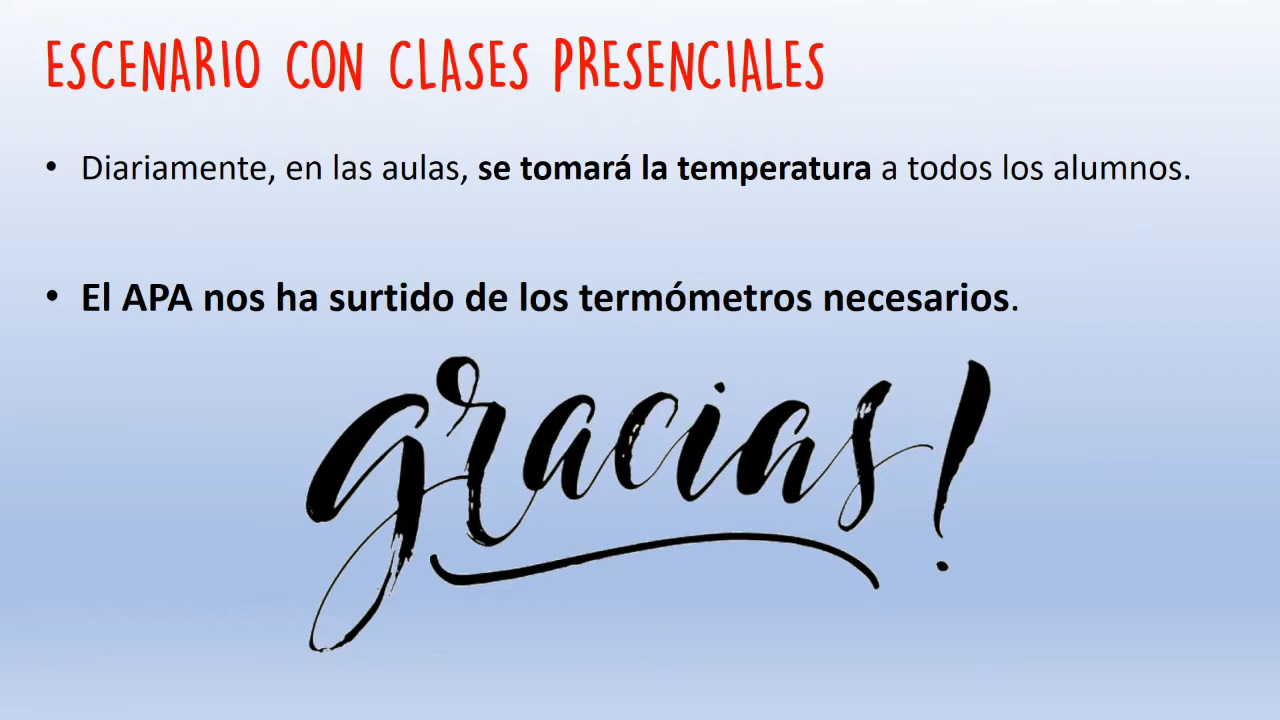 ESCENARIO CON CLASES PRESENCIALES
• Diariamente, en las aulas, se tomará la temperatura a todos los alumnos.
• El APA nos ha surtido de los termómetros necesarios.
gracias!